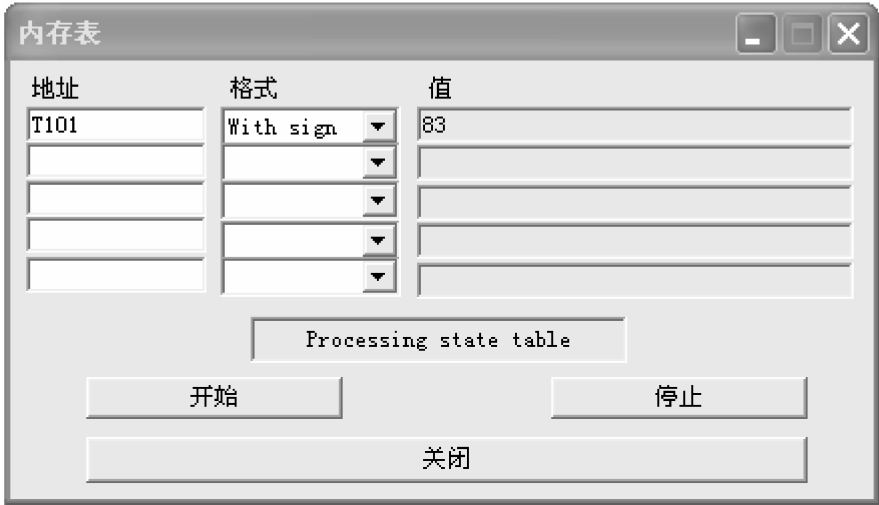 内存表
地址 格式 值
T101 With sign 83
Processing state table
开始 停止
关闭